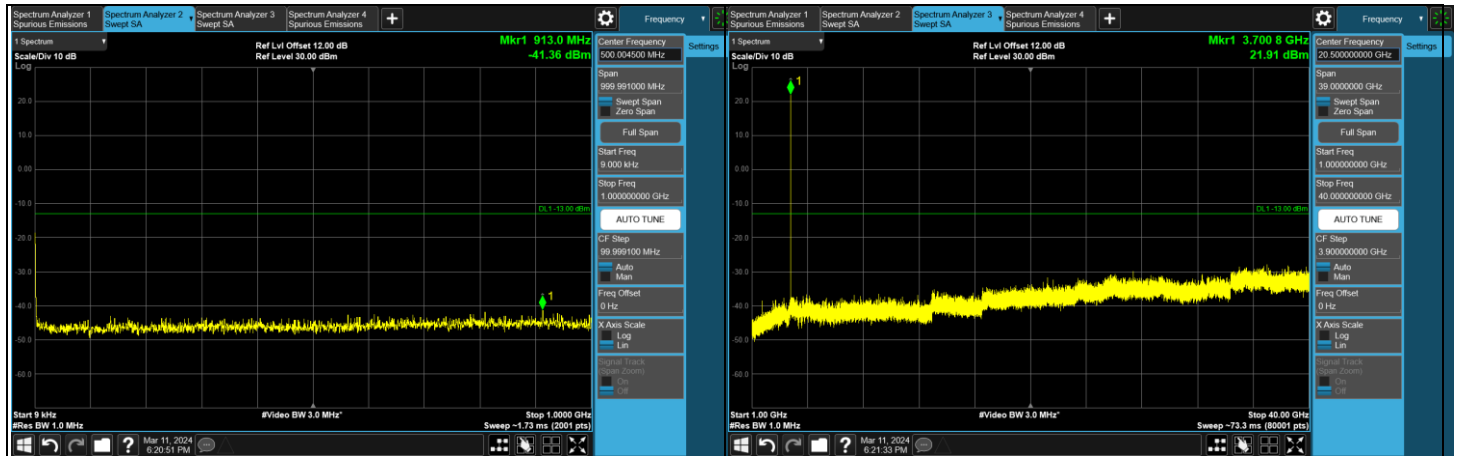 Spectrum Analyzer 1
Spurious Emissions
Spectrum Analyzer 2
Swept SA
Spectrum Analyzer 3
Swept SA
Spectrum Analyzer 4
Spurious Emissions
Frequency
1 Spectrum
Scale/Div 10 dB
Log
Ref Lvl Offset 12.00 dB
Ref Level 30.00 dBm
Mkr1 913.0 MHz
-41.36 dBm
1
20.0
10.0
0.00
-10.0
-20.0
-30.0
-40.0
-50.0
-60.0
DL1 -13.00 dBm
1
Start 9 kHz
#Res BW 1.0 MHz
#Video BW 3.0 MHz*
Stop 1.0000 GHz
Sweep ~1.73 ms (2001 pts)
Center Frequency
500.004500 MHz
Settings
Span
999.991000 MHz
Swept Span
Zero Span
Full Span
Start Freq
9.000 kHz
Stop Freq
1.000000000 GHz
AUTO TUNE
CF Step
99.999100 MHz
Auto
Man
Freq Offset
0 Hz
X Axis Scale
Log
Lin
Signal Track
(Span Zoom)
On
Off
?
Mar 11, 2024
6:20:51 PM
Spectrum Analyzer 1
Spurious Emissions
Spectrum Analyzer 2
Swept SA
Spectrum Analyzer 3
Swept SA
Spectrum Analyzer 4
Spurious Emissions
Frequency
1 Spectrum
Scale/Div 10 dB
Log
Ref Lvl Offset 12.00 dB
Ref Level 30.00 dBm
Mkr1 3.700 8 GHz
21.91 dBm
1
20.0
10.0
0.00
-10.0
-20.0
-30.0
-40.0
-50.0
-60.0
DL1 -13.00 dBm
Start 1.00 GHz
#Res BW 1.0 MHz
#Video BW 3.0 MHz*
Stop 40.00 GHz
Sweep ~73.3 ms (80001 pts)
Center Frequency
20.500000000 GHz
Settings
Span
39.0000000 GHz
Swept Span
Zero Span
Full Span
Start Freq
1.000000000 GHz
Stop Freq
40.000000000 GHz
AUTO TUNE
CF Step
3.900000000 GHz
Auto
Man
Freq Offset
0 Hz
X Axis Scale
Log
Lin
Signal Track
(Span Zoom)
On
Off
?
Mar 11, 2024
6:21:33 PM